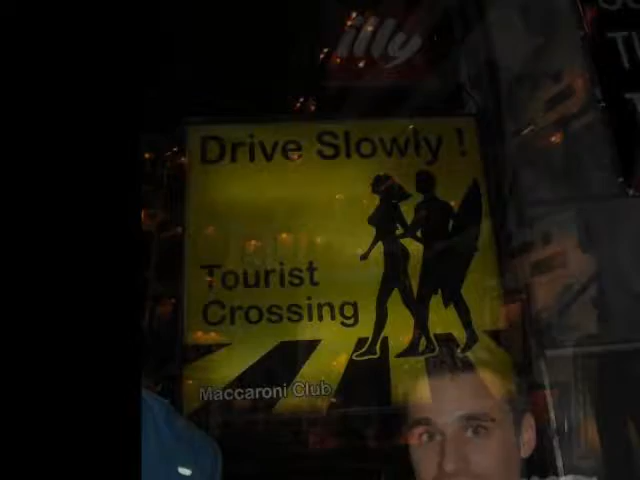 illy
Drive Slowly !
Tourist
Crossing
Maccaroni Club